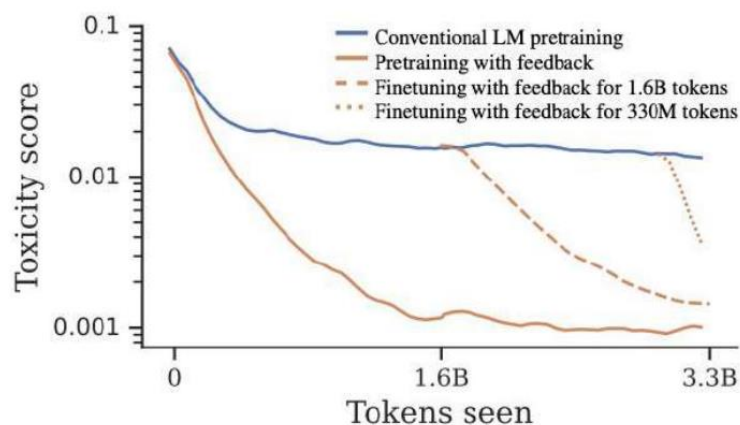 0.1
0.01
0.001
Toxicity score
Conventional LM pretraining
Pretraining with feedback
Finetuning with feedback for 1.6B tokens
Finetuning with feedback for 330M tokens
0
1.6B
3.3B
Tokens seen